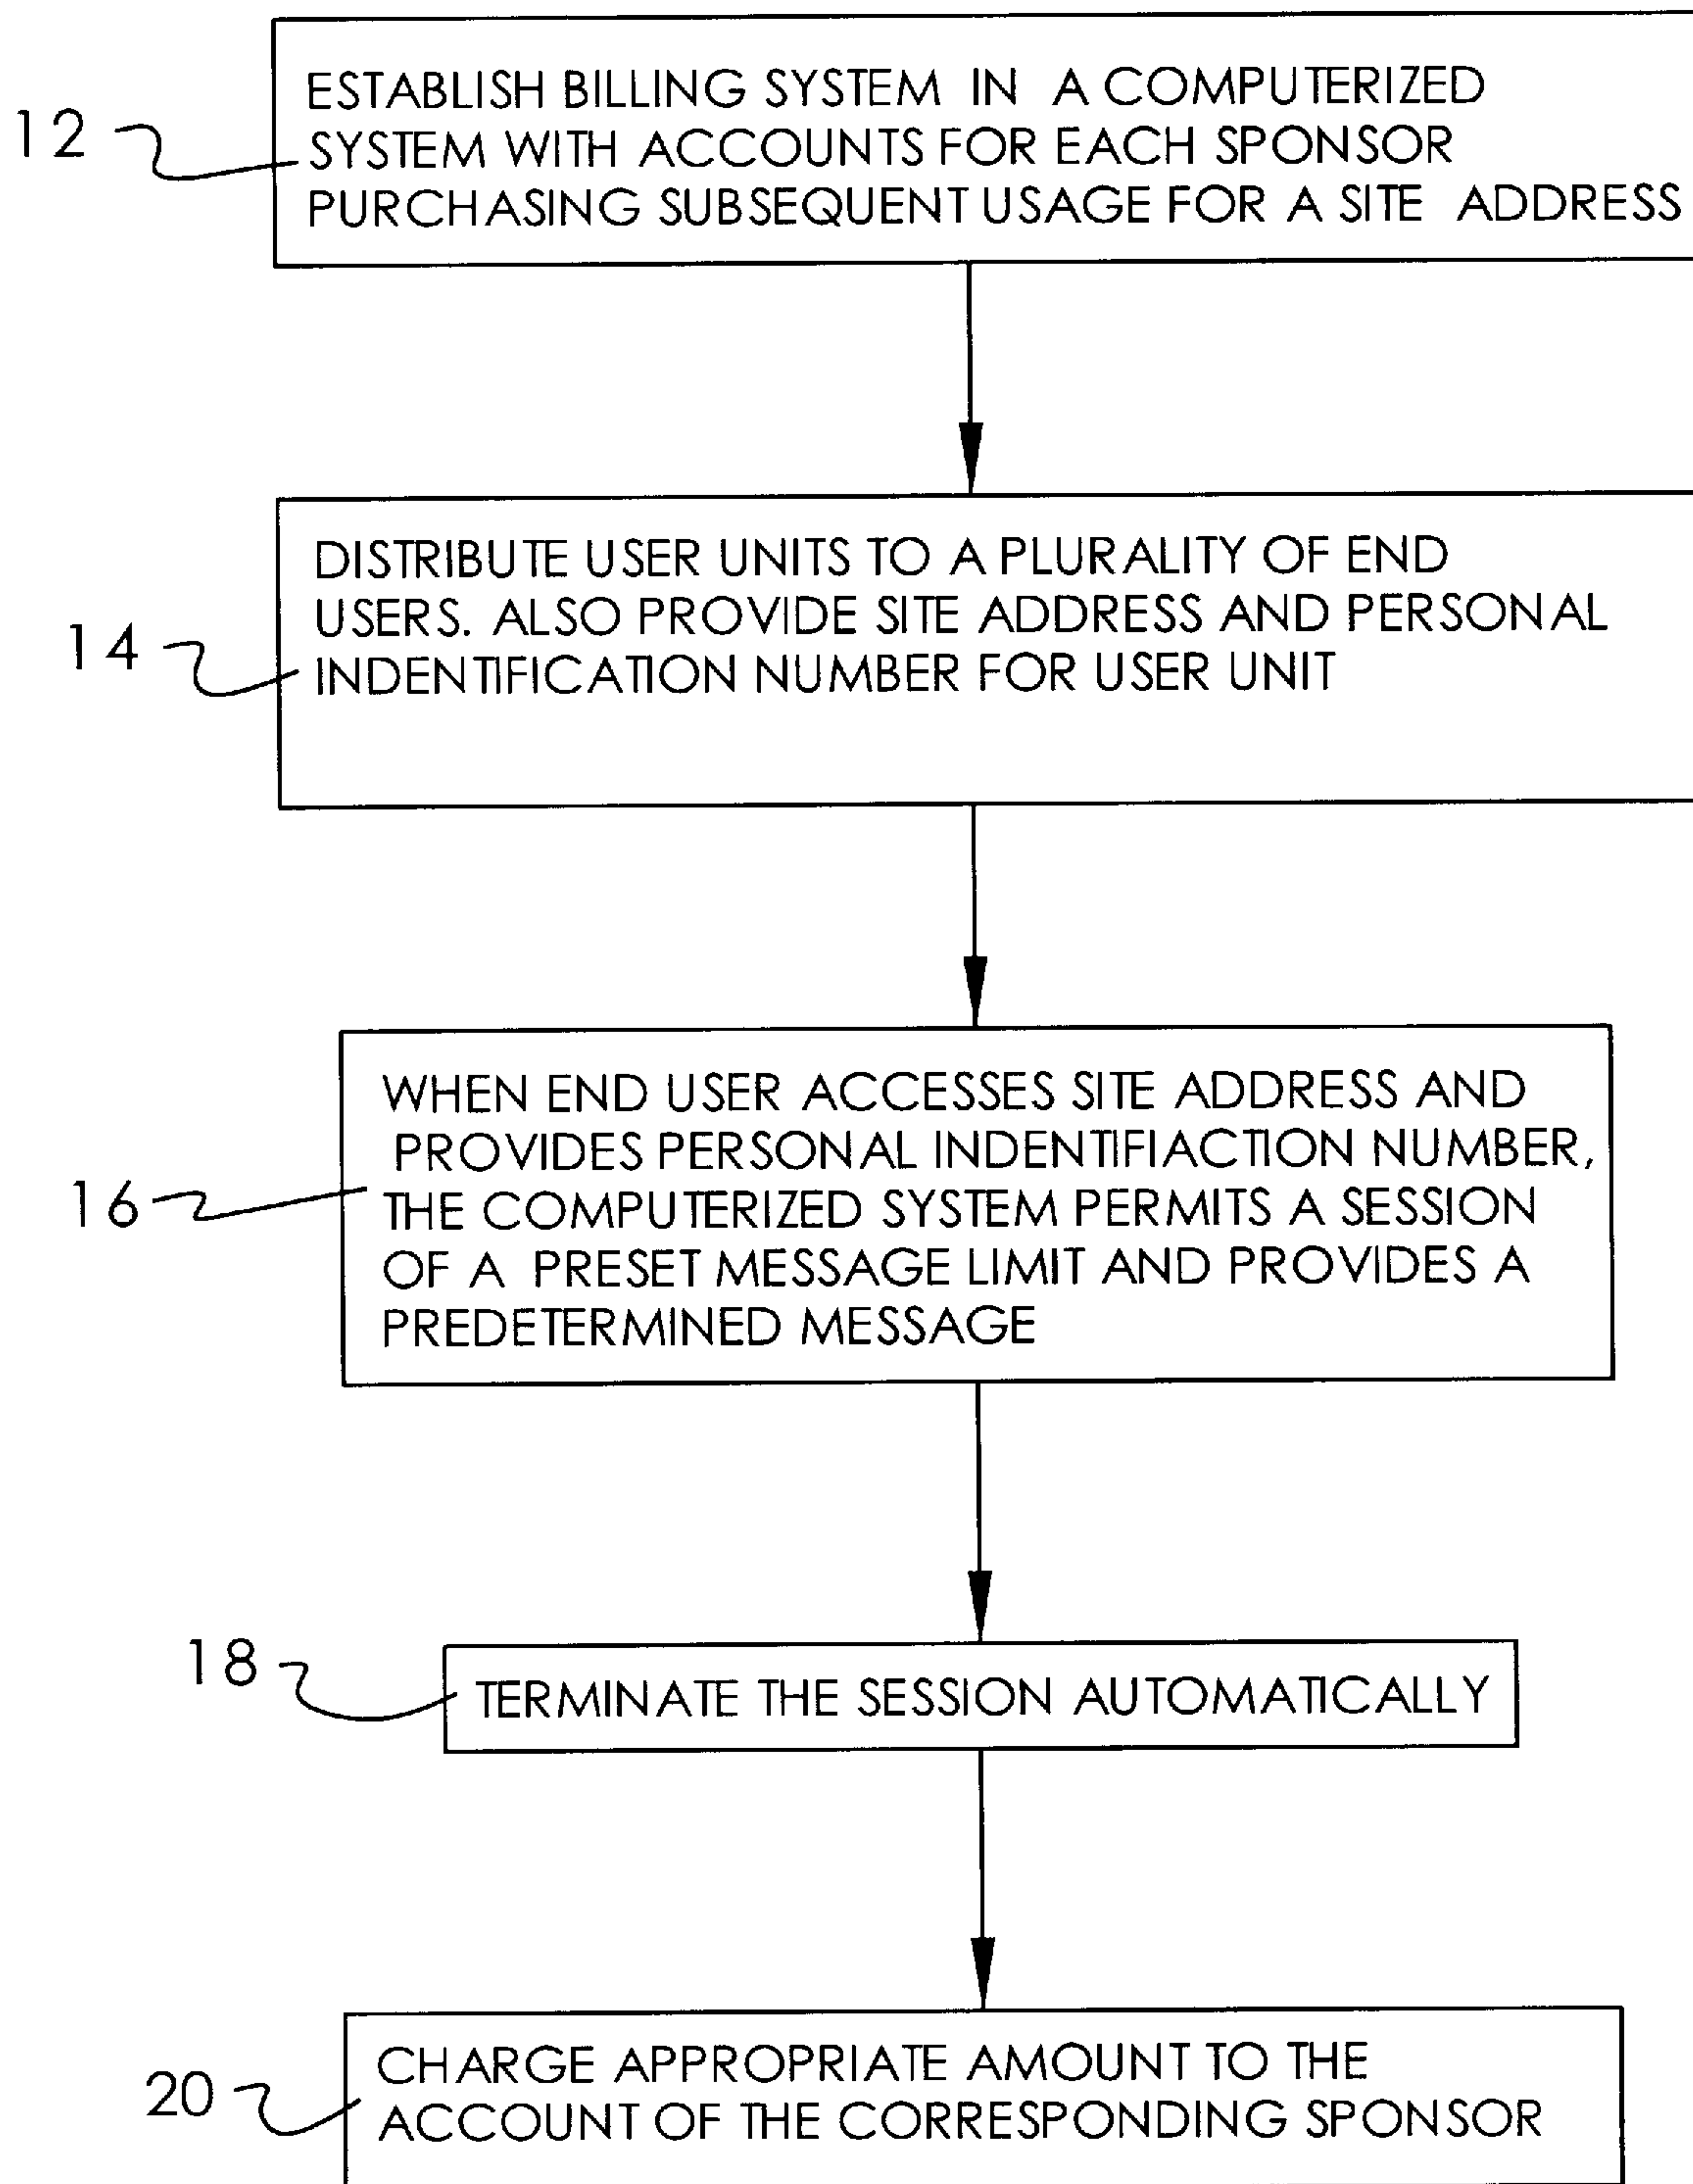 12
ESTABLISH BILLING SYSTEM IN A COMPUTERIZED
SYSTEM WITH ACCOUNTS FOR EACH SPONSOR
PURCHASING SUBSEQUENT USAGE FOR A SITE ADDRESS
14
DISTRIBUTE USER UNITS TO A PLURALITY OF END
USERS. ALSO PROVIDE SITE ADDRESS AND PERSONAL
INDENTIFICATION NUMBER FOR USER UNIT
16
WHEN END USER ACCESSES SITE ADDRESS AND
PROVIDES PERSONAL INDENTIFIACTION NUMBER,
THE COMPUTERIZED SYSTEM PERMITS A SESSION
OF A PRESET MESSAGE LIMIT AND PROVIDES A
PREDETERMINED MESSAGE
18
TERMINATE THE SESSION AUTOMATICALLY
20
CHARGE APPROPRIATE AMOUNT TO THE
ACCOUNT OF THE CORRESPONDING SPONSOR